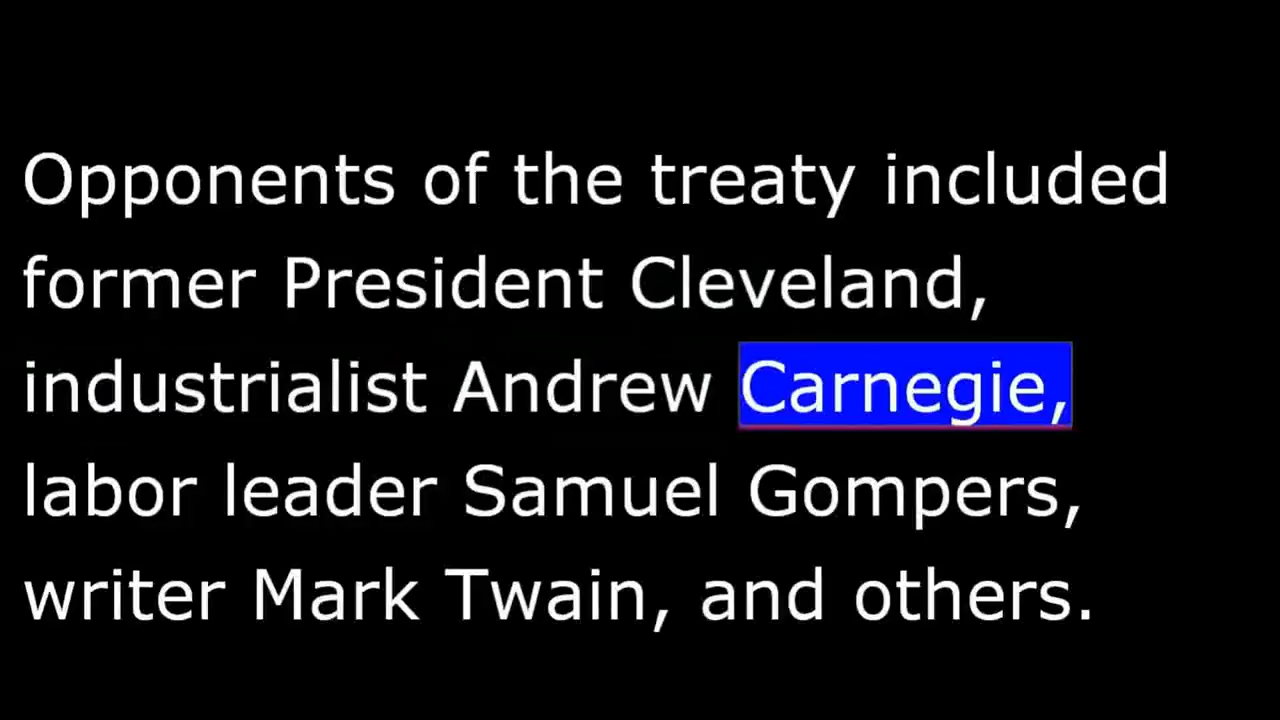 Opponents of the treaty included
former President Cleveland,
industrialist Andrew Carnegie,
labor leader Samuel Gompers,
writer Mark Twain, and others.